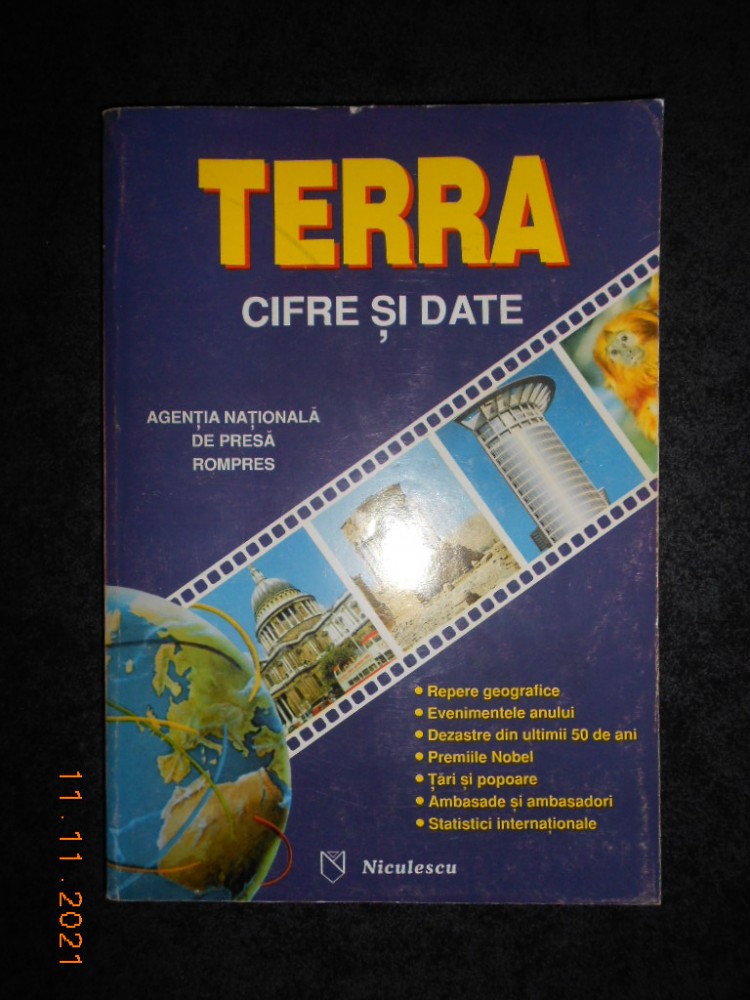 TERRA
CIFRE ȘI DATE
AGENȚIA NAȚIONALĂ
DE PRESĂ
ROMPRES
• Repere geografice
• Evenimentele anului
• Dezastre din ultimii 50 de ani
• Premiile Nobel
• Țări și popoare
• Ambasade și ambasadori
• Statistici internaționale
Niculescu
11.11.2021